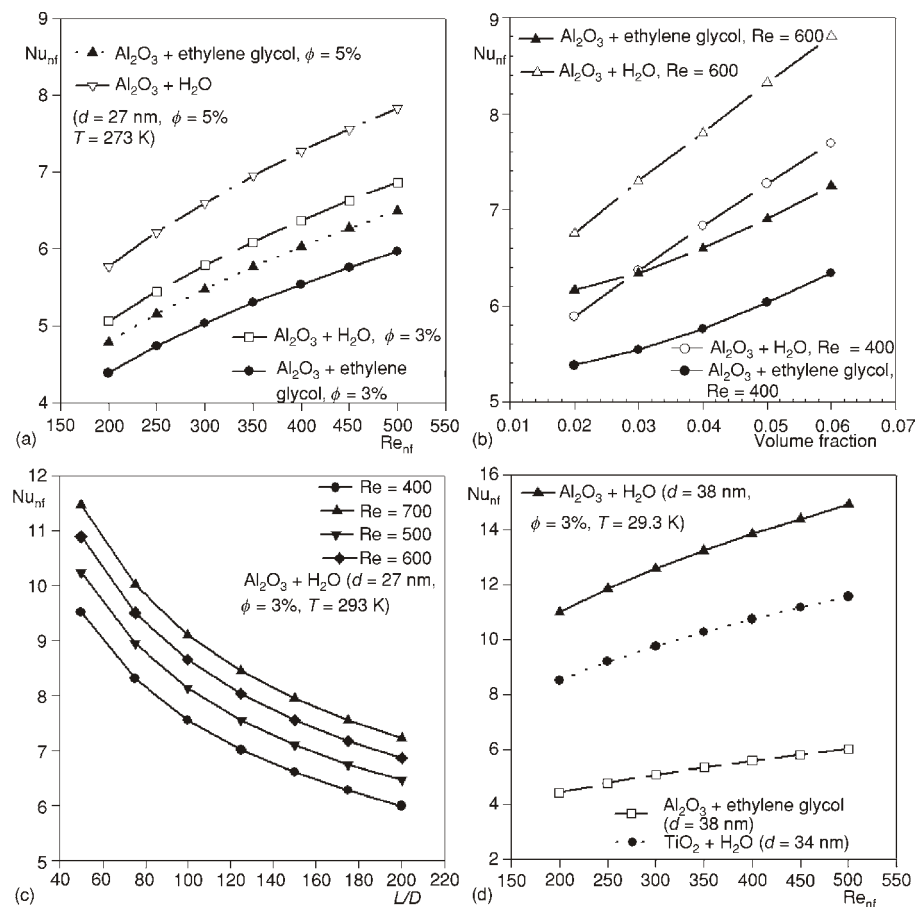 9
Nu_nf
8
7
6
5
4
Al₂O₃ + ethylene glycol, ϕ = 5%
Al₂O₃ + H₂O
(d = 27 nm, ϕ = 5%
T = 273 K)
Al₂O₃ + H₂O, ϕ = 3%
Al₂O₃ + ethylene
glycol, ϕ = 3%
150 200 250 300 350 400 450 500 550
(a)
Re_nf
9
Nu_nf
8
7
6
5
Al₂O₃ + ethylene glycol, Re = 600
Al₂O₃ + H₂O, Re = 600
Al₂O₃ + H₂O, Re = 400
Al₂O₃ + ethylene glycol,
Re = 400
0.01 0.02 0.03 0.04 0.05 0.06 0.07
(b)
Volume fraction
12
Nu_nf
11
10
9
8
7
6
5
Re = 400
Re = 700
Re = 500
Re = 600
Al₂O₃ + H₂O (d = 27 nm,
ϕ = 3%, T = 293 K)
40 60 80 100 120 140 160 180 200 220
(c)
L/D
16
Nu_nf
14
12
10
8
6
4
2
Al₂O₃ + H₂O (d = 38 nm,
ϕ = 3%, T = 29.3 K)
Al₂O₃ + ethylene glycol
(d = 38 nm)
TiO₂ + H₂O (d = 34 nm)
150 200 250 300 350 400 450 500 550
(d)
Re_nf